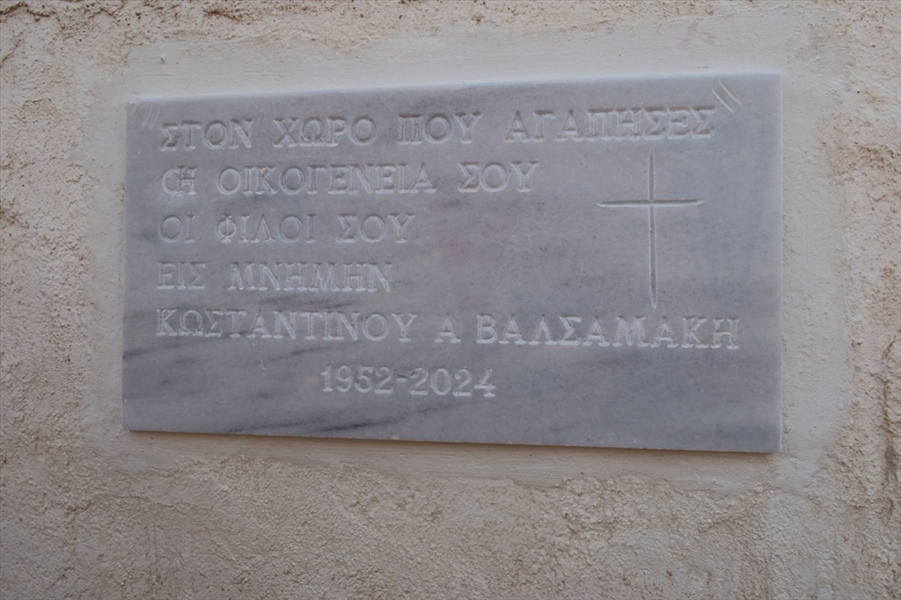 "ΣΤΟΝ ΧΩΡΟ ΠΟΥ ΑΓΑΠΗΣΕΣ"
Η ΟΙΚΟΓΕΝΕΙΑ ΣΟΥ
ΟΙ ΦΙΛΟΙ ΣΟΥ
ΕΙΣ ΜΝΗΜΗΝ
ΚΩΣΤΑΝΤΙΝΟΥ Α ΒΑΛΣΑΜΑΚΗ
1952-2024